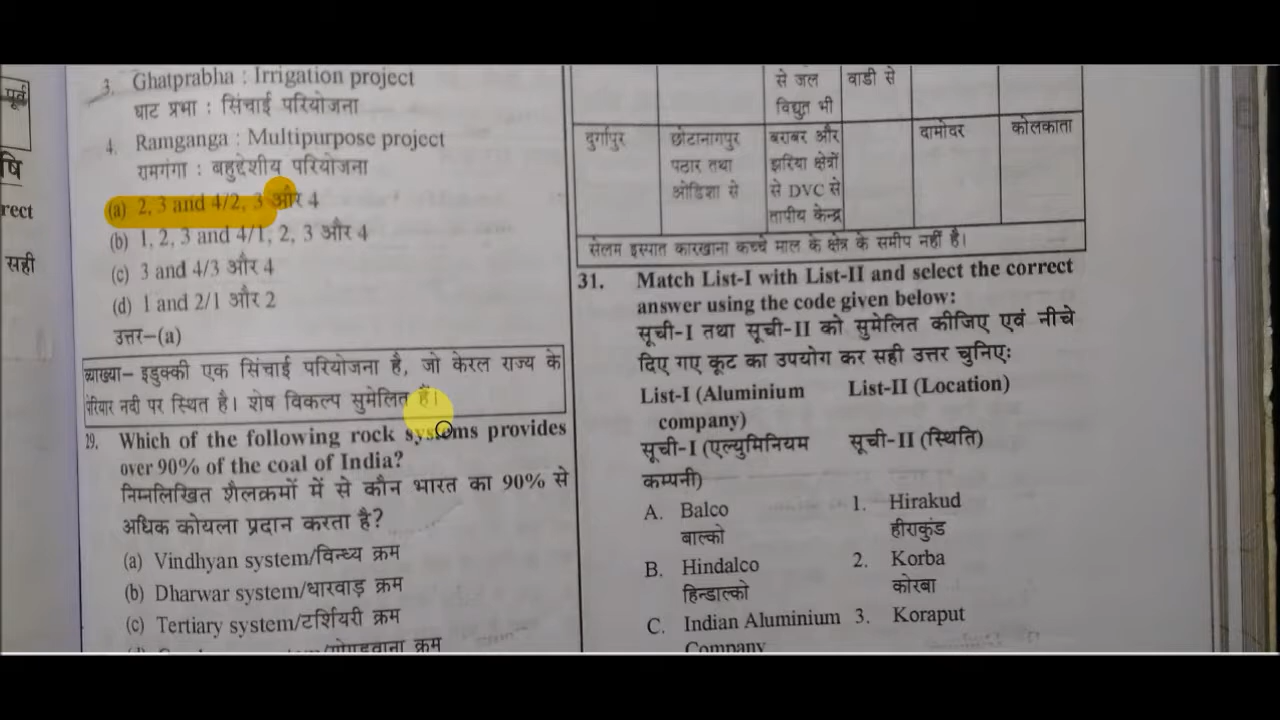 पूर्व
षि
rect
सही
3. Ghatprabha : Irrigation project
घाट प्रभा : सिंचाई परियोजना
4. Ramganga : Multipurpose project
रामगंगा : बहुद्देशीय परियोजना
(a) 2, 3 and 4/2, 3 और 4
(b) 1, 2, 3 and 4/1, 2, 3 और 4
(c) 3 and 4/3 और 4
(d) 1 and 2/1 और 2
उत्तर–(a)
व्याख्या– इडुक्की एक सिंचाई परियोजना है, जो केरल राज्य के
पेरियार नदी पर स्थित है। शेष विकल्प सुमेलित हैं।
29. Which of the following rock systems provides
over 90% of the coal of India?
निम्नलिखित शैलक्रमों में से कौन भारत का 90% से
अधिक कोयला प्रदान करता है?
(a) Vindhyan system/विन्ध्य क्रम
(b) Dharwar system/धारवाड़ क्रम
(c) Tertiary system/टर्शियरी क्रम
गोण्डवाना क्रम
से जल वाडी से
विद्युत भी
दुर्गापुर छोटानागपुर बराबर और दामोदर कोलकाता
पठार तथा झरिया क्षेत्रों
ओडिशा से से DVC से
तापीय केन्द्र
सेलम इस्पात कारखाना कच्चे माल के क्षेत्र के समीप नहीं है।
31. Match List-I with List-II and select the correct
answer using the code given below:
सूची-I तथा सूची-II को सुमेलित कीजिए एवं नीचे
दिए गए कूट का उपयोग कर सही उत्तर चुनिएः
List-I (Aluminium List-II (Location)
company)
सूची-I (एल्युमिनियम सूची-II (स्थिति)
कम्पनी)
A. Balco 1. Hirakud
बाल्को हीराकुंड
B. Hindalco 2. Korba
हिन्डाल्को कोरबा
C. Indian Aluminium 3. Koraput
Company